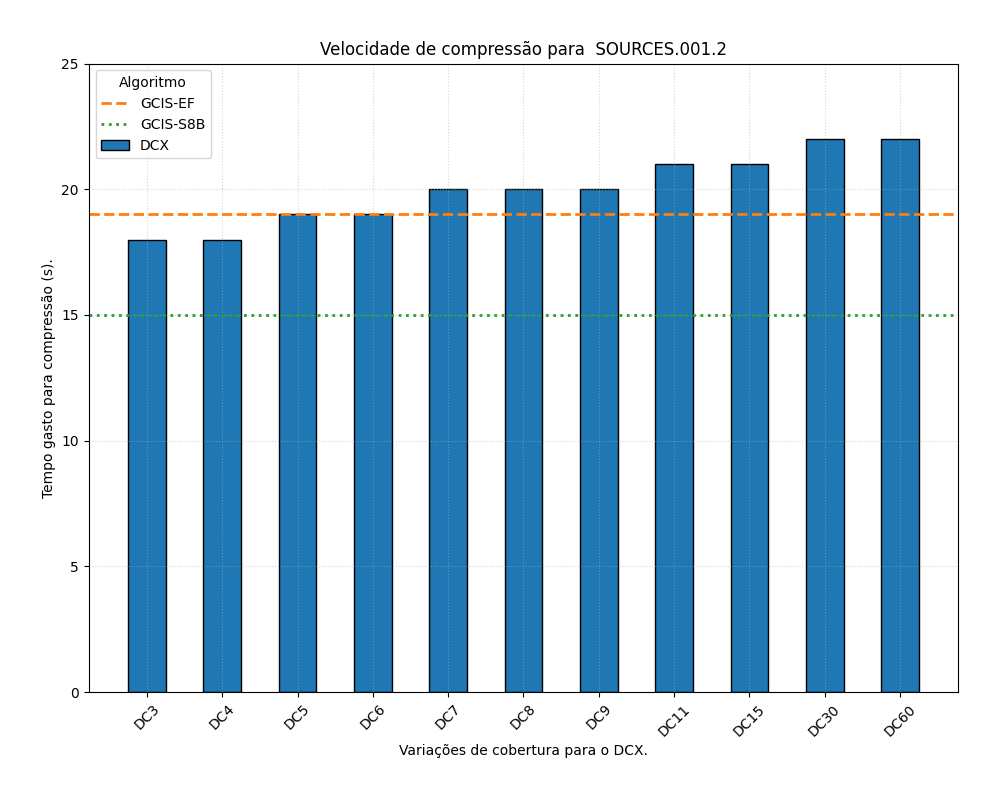 Velocidade de compressão para  SOURCES.001.2
Algoritmo
GCIS-EF
GCIS-S8B
DCX
25
20
15
10
5
0
Tempo gasto para compressão (s).
DC3
DC4
DC5
DC6
DC7
DC8
DC9
DC11
DC15
DC30
DC60
Variações de cobertura para o DCX.